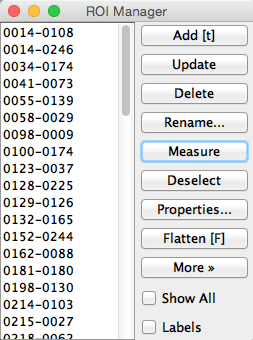 ROI Manager
0014-0108
0014-0246
0034-0174
0041-0073
0055-0139
0058-0029
0098-0009
0100-0174
0123-0037
0128-0225
0129-0126
0132-0165
0152-0244
0162-0088
0181-0180
0198-0130
0214-0103
0215-0027
0218-0062
Add [t]
Update
Delete
Rename...
Measure
Deselect
Properties...
Flatten [F]
More »
Show All
Labels